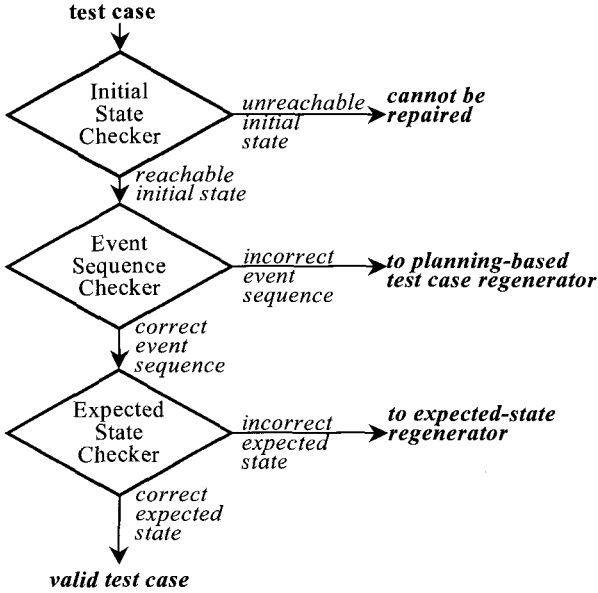 test case
Initial
State
Checker
unreachable
initial
state
cannot be
repaired
reachable
initial state
Event
Sequence
Checker
incorrect
event
sequence
to planning-based
test case regenerator
correct
event
sequence
Expected
State
Checker
incorrect
expected
state
to expected-state
regenerator
correct
expected
state
valid test case